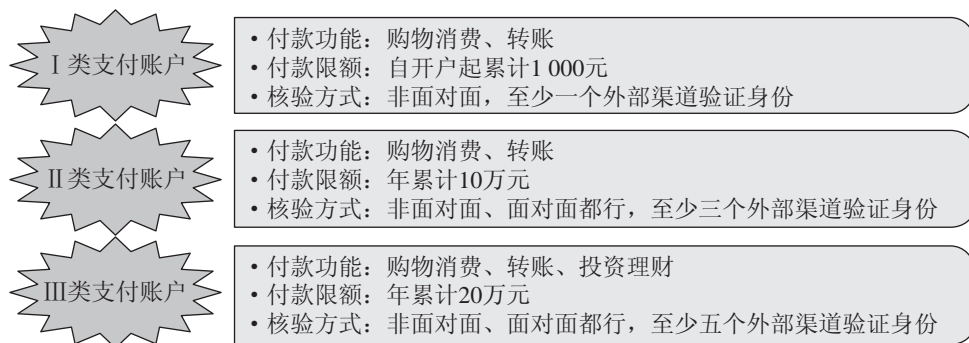 Ⅰ类支付账户
•付款功能：购物消费、转账
•付款限额：自开户起累计1 000元
•核验方式：非面对面，至少一个外部渠道验证身份
Ⅱ类支付账户
•付款功能：购物消费、转账
•付款限额：年累计10万元
•核验方式：非面对面、面对面都行，至少三个外部渠道验证身份
Ⅲ类支付账户
•付款功能：购物消费、转账、投资理财
•付款限额：年累计20万元
•核验方式：非面对面、面对面都行，至少五个外部渠道验证身份